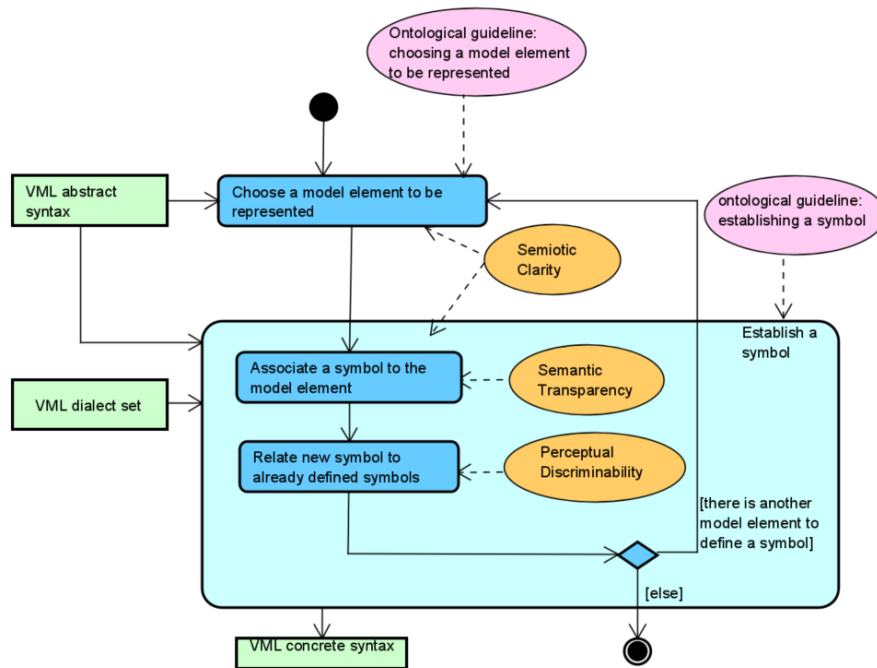 Ontological guideline:
choosing a model element
to be represented
VML abstract
syntax
Choose a model element to be
represented
ontological guideline:
establishing a symbol
Semiotic
Clarity
Establish a
symbol
Associate a symbol to the
model element
Semantic
Transparency
VML dialect set
Relate new symbol to
already defined symbols
Perceptual
Discriminability
[there is another
model element to
define a symbol]
[else]
VML concrete syntax